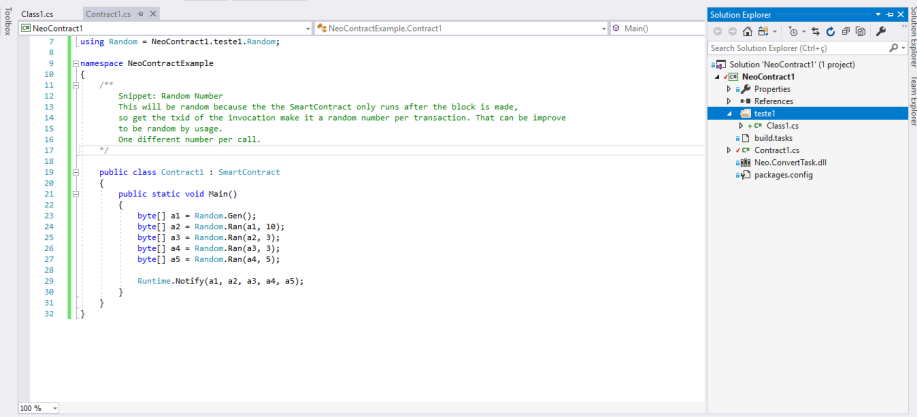 Toolbox
Class1.cs
Contract1.cs
NeoContract1
NeoContractExample.Contract1
Main()
7 using Random = NeoContract1.teste1.Random;
8
9 namespace NeoContractExample
10 {
11 /**
12 Snippet: Random Number
13 This will be random because the the SmartContract only runs after the block is made,
14 so get the txid of the invocation make it a random number per transaction. That can be improve
15 to be random by usage.
16 One different number per call.
17 */
18
19 public class Contract1 : SmartContract
20 {
21 public static void Main()
22 {
23 byte[] a1 = Random.Gen();
24 byte[] a2 = Random.Ran(a1, 10);
25 byte[] a3 = Random.Ran(a2, 3);
26 byte[] a4 = Random.Ran(a3, 3);
27 byte[] a5 = Random.Ran(a4, 5);
28
29 Runtime.Notify(a1, a2, a3, a4, a5);
30 }
31 }
32 }
100 %
Solution Explorer
Search Solution Explorer (Ctrl+ç)
Solution 'NeoContract1' (1 project)
NeoContract1
Properties
References
teste1
C# Class1.cs
build.tasks
C# Contract1.cs
Neo.ConvertTask.dll
packages.config
Solution Explorer
Team Explorer